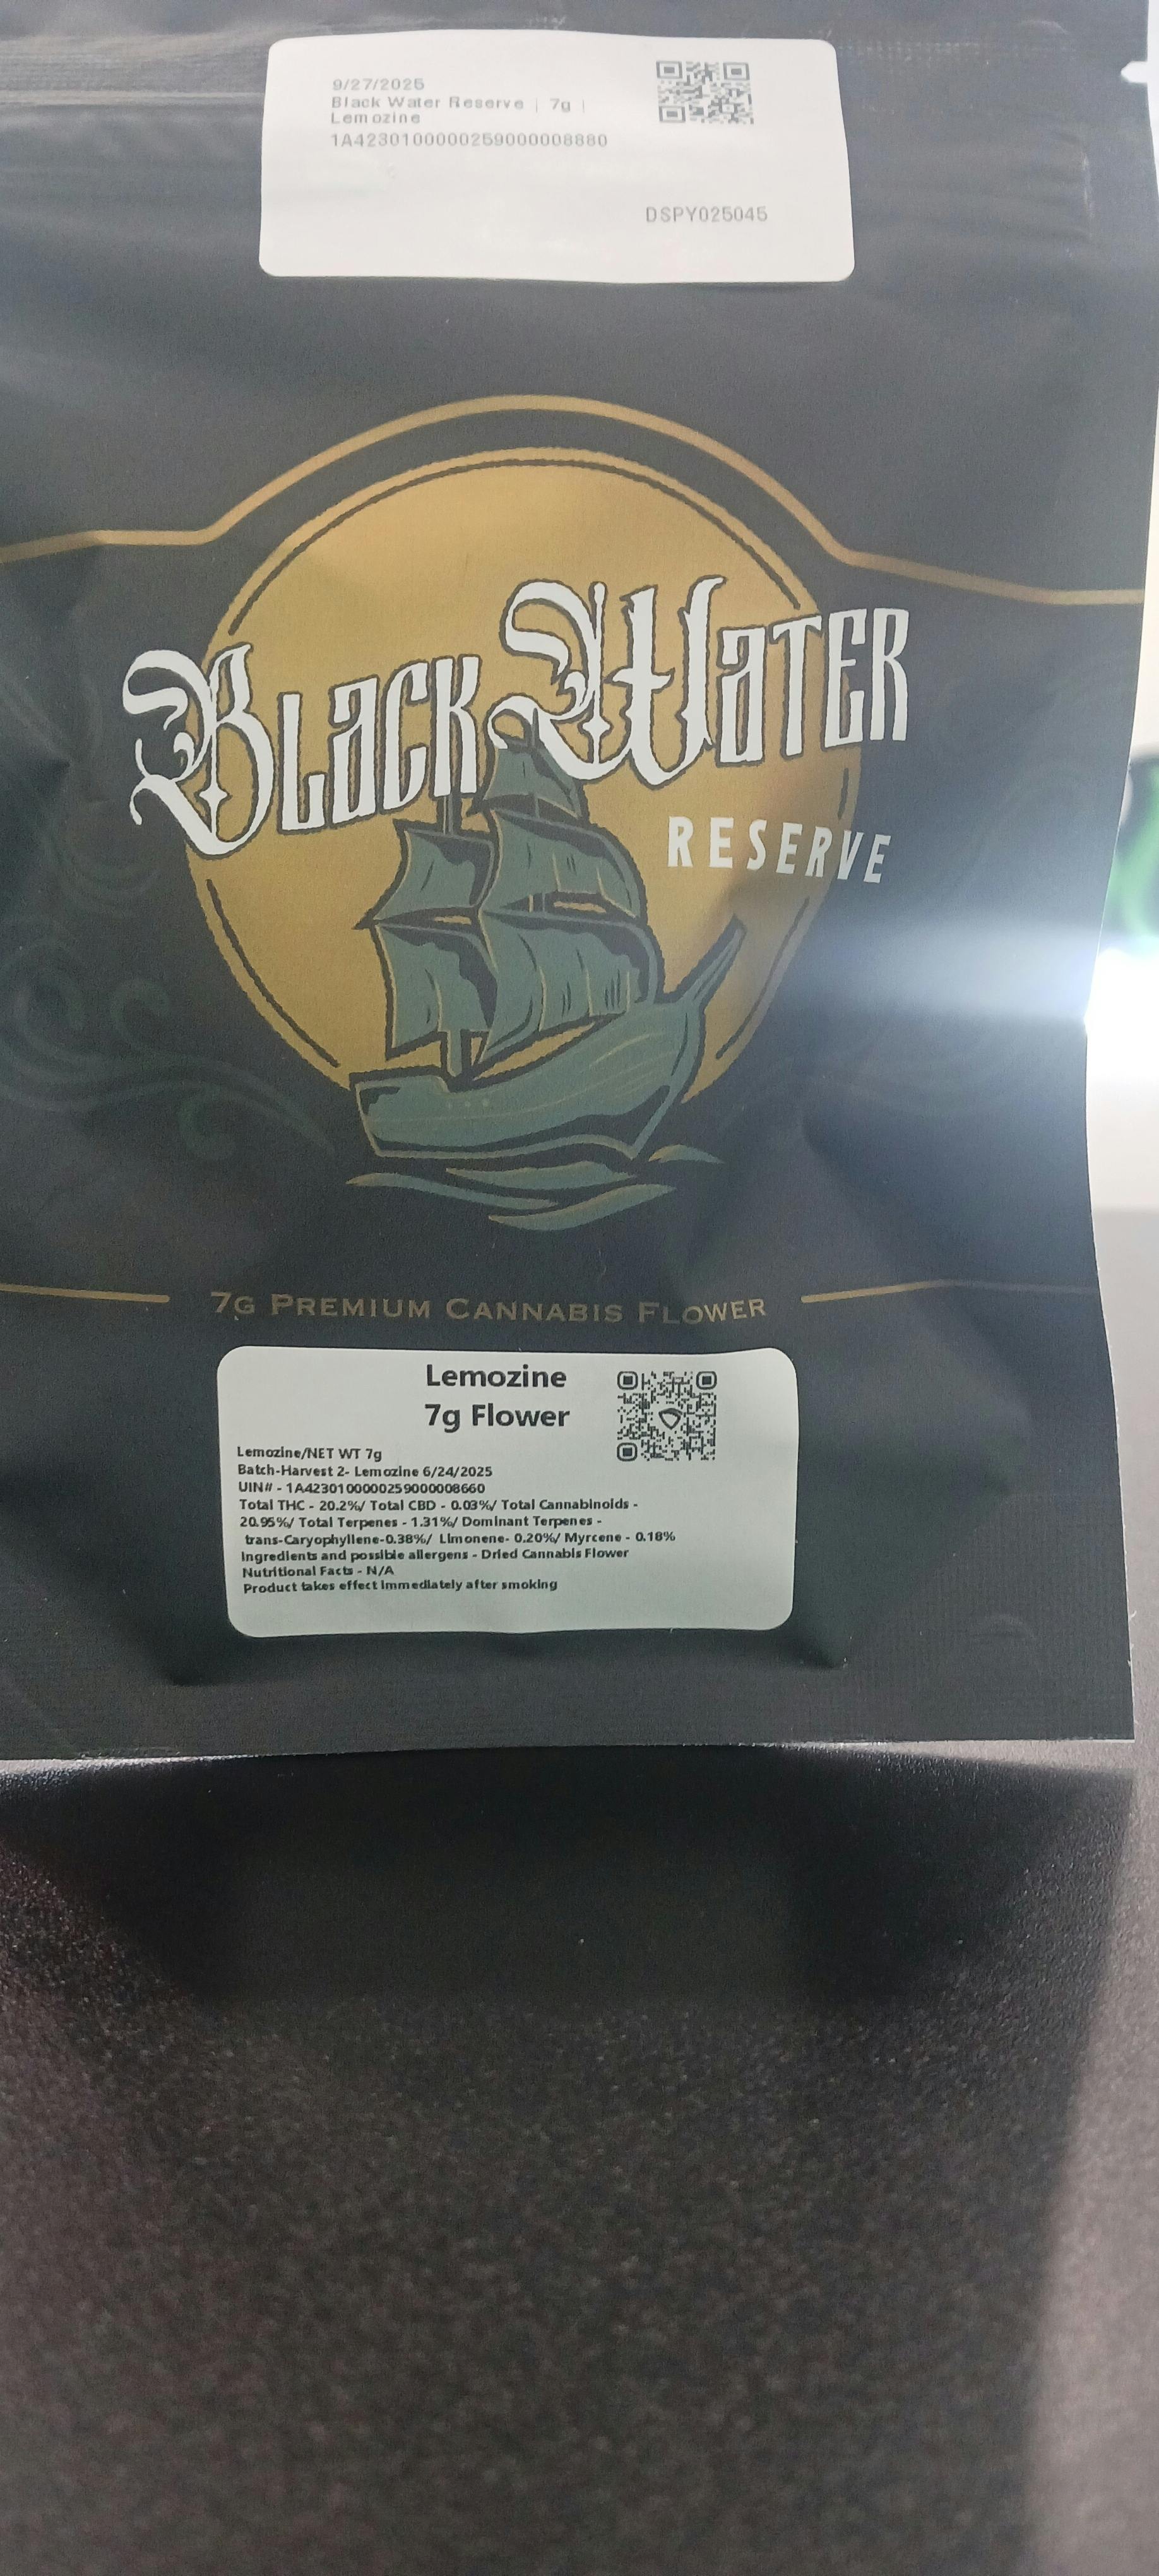 9/27/2025
Black Water Reserve | 7g |
Lemozine
1A4230100000259000008880
DSPY025045
Black Water
RESERVE
7g Premium Cannabis Flower
Lemozine
7g Flower
Lemozine/NET WT 7g
Batch-Harvest 2- Lemozine 6/24/2025
UIN# - 1A4230100000259000008660
Total THC - 20.2%/ Total CBD - 0.03%/ Total Cannabinoids -
20.95%/ Total Terpenes - 1.31%/ Dominant Terpenes -
trans-Caryophyllene-0.38%/ Limonene- 0.20%/ Myrcene - 0.18%
Ingredients and possible allergens - Dried Cannabis Flower
Nutritional Facts - N/A
Product takes effect immediately after smoking